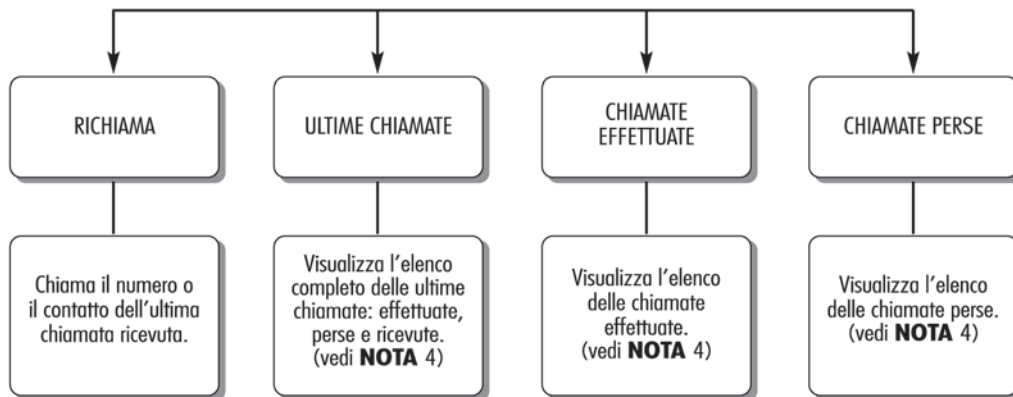 RICHIAMA
ULTIME CHIAMATE
CHIAMATE
EFFETTUATE
CHIAMATE PERSE
Chiama il numero o
il contatto dell'ultima
chiamata ricevuta.
Visualizza l'elenco
completo delle ultime
chiamate: effettuate,
perse e ricevute.
(vedi NOTA 4)
Visualizza l'elenco
delle chiamate
effettuate.
(vedi NOTA 4)
Visualizza l'elenco
delle chiamate perse.
(vedi NOTA 4)